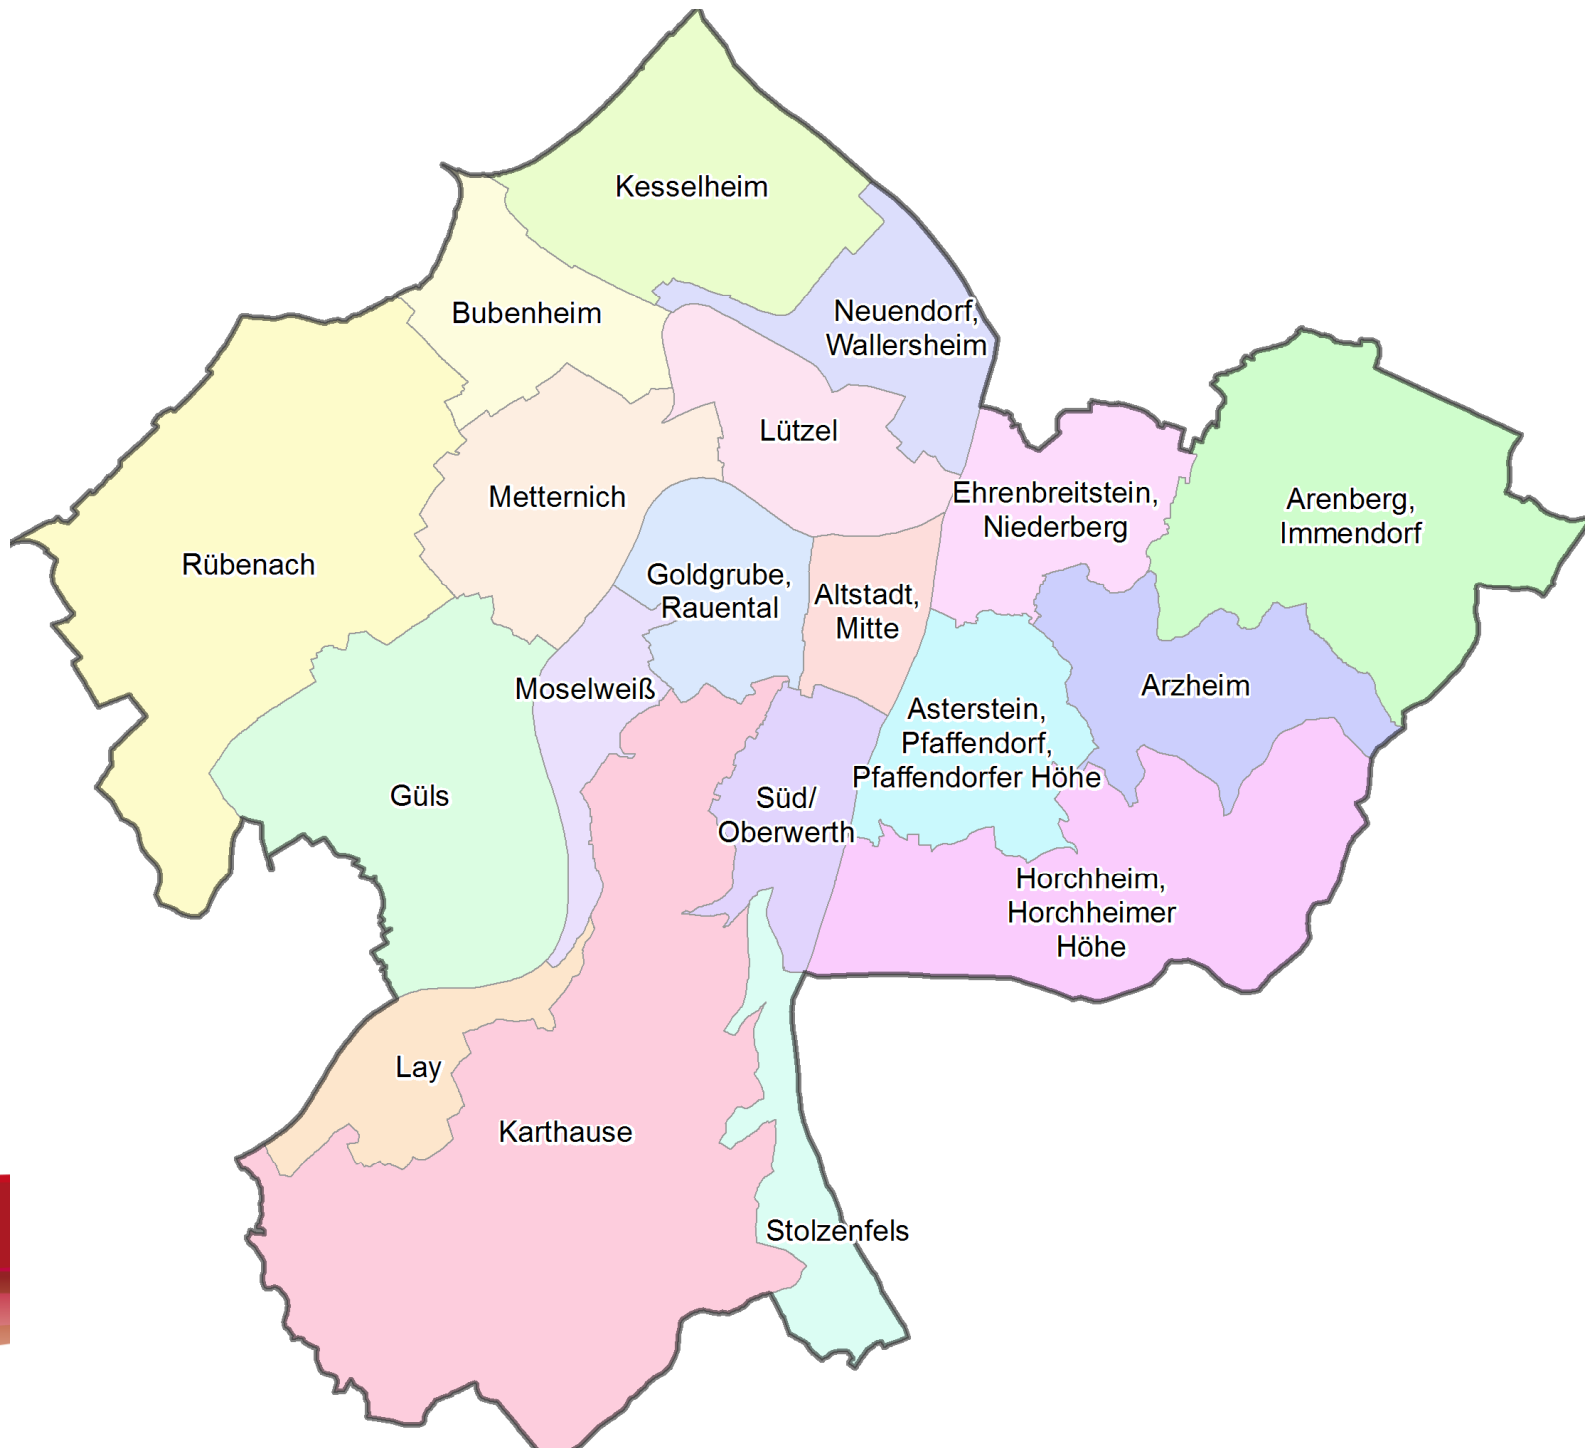 Kesselheim
Bubenheim
Neuendorf,
Wallersheim
Lützel
Metternich
Ehrenbreitstein,
Niederberg
Arenberg,
Immendorf
Rübenach
Goldgrube,
Rauental
Altstadt,
Mitte
Moselweiß
Arzheim
Asterstein,
Pfaffendorf,
Pfaffendorfer Höhe
Güls
Süd/
Oberwerth
Horchheim,
Horchheimer
Höhe
Lay
Karthause
Stolzenfels